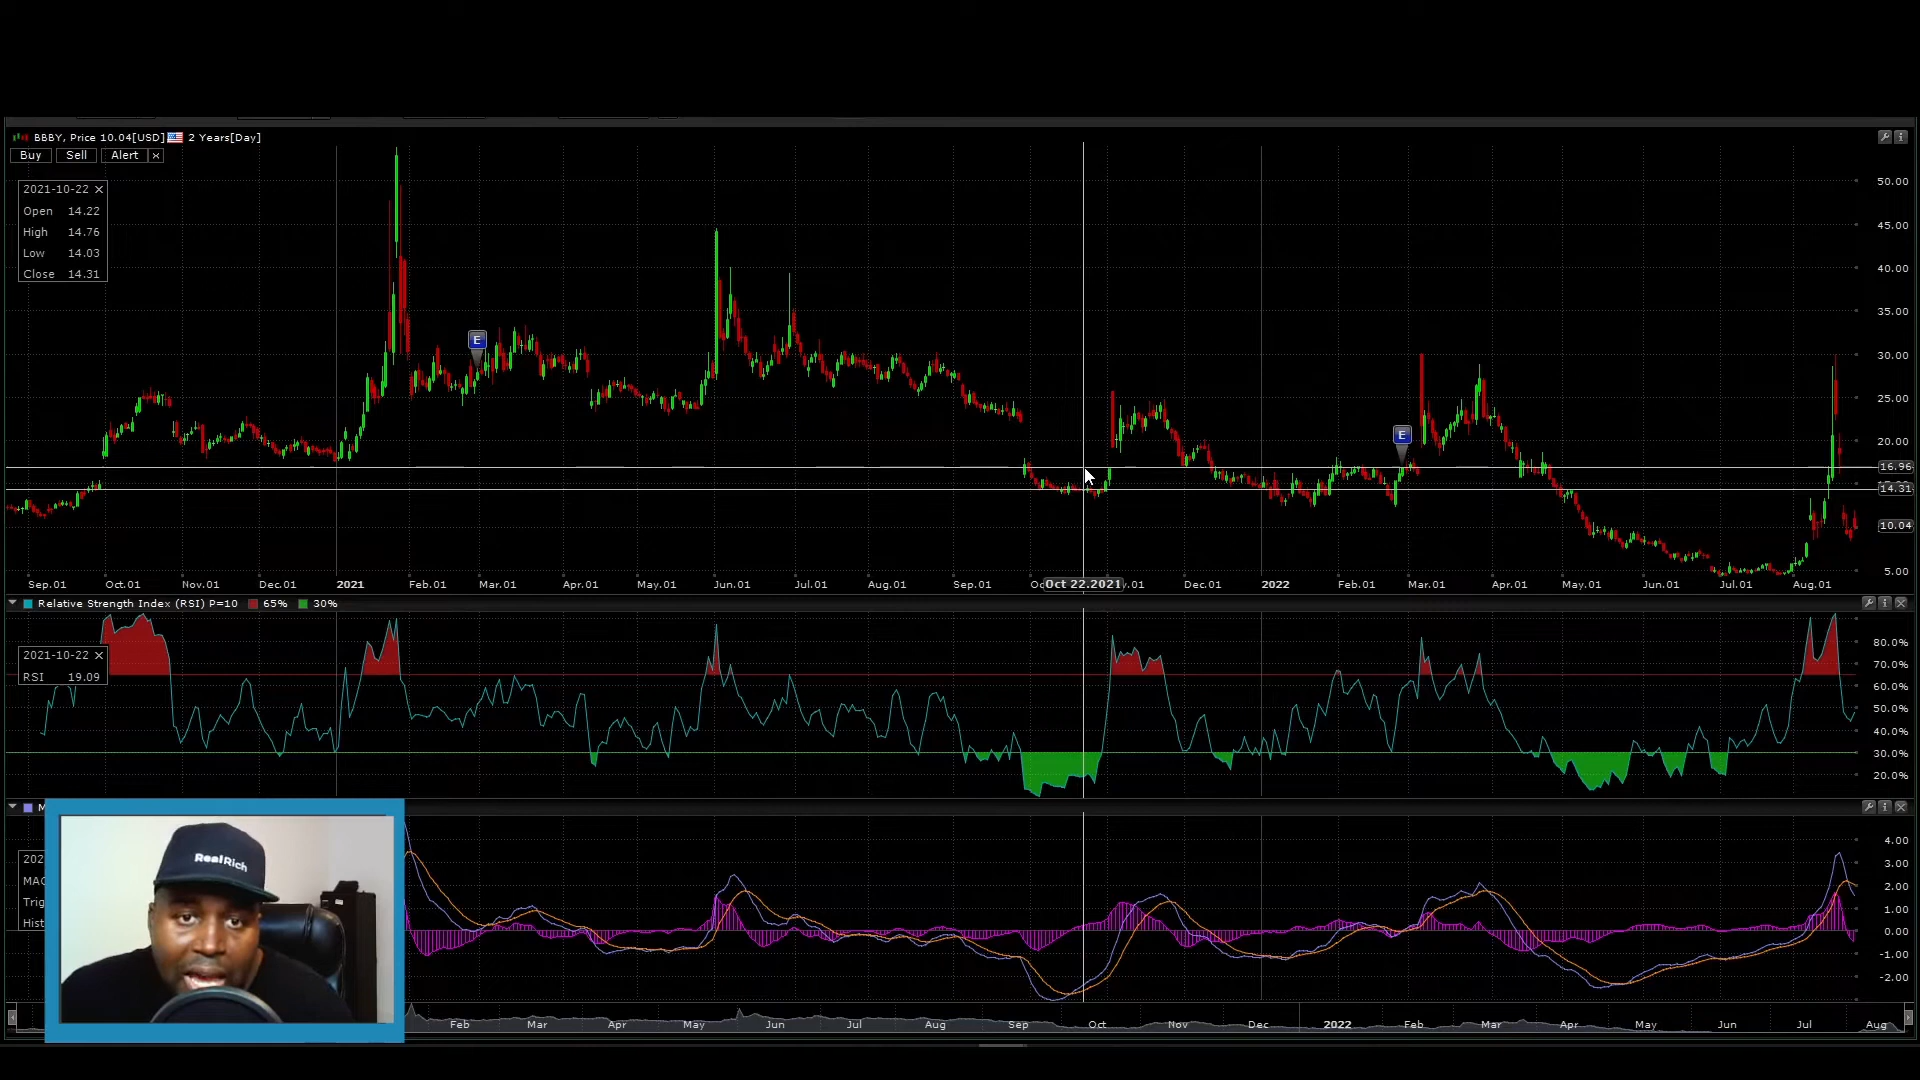 BBBY, Price 10.04[USD] 2 Years[Day]
Buy Sell Alert
2021-10-22
Open 14.22
High 14.76
Low 14.03
Close 14.31
50.00
45.00
40.00
35.00
30.00
25.00
20.00
16.96
14.31
10.04
5.00
E
E
Sep.01 Oct.01 Nov.01 Dec.01 2021 Feb.01 Mar.01 Apr.01 May.01 Jun.01 Jul.01 Aug.01 Sep.01 Oct 22.2021 Dec.01 2022 Feb.01 Mar.01 Apr.01 May.01 Jun.01 Jul.01 Aug.01
Relative Strength Index (RSI) P=10 65% 30%
2021-10-22
RSI 19.09
80.0%
70.0%
60.0%
50.0%
40.0%
30.0%
20.0%
RealRich
4.00
3.00
2.00
1.00
0.00
-1.00
-2.00
Feb Mar Apr May Jun Jul Aug Sep Oct Nov Dec 2022 Feb Mar Apr May Jun Jul Aug